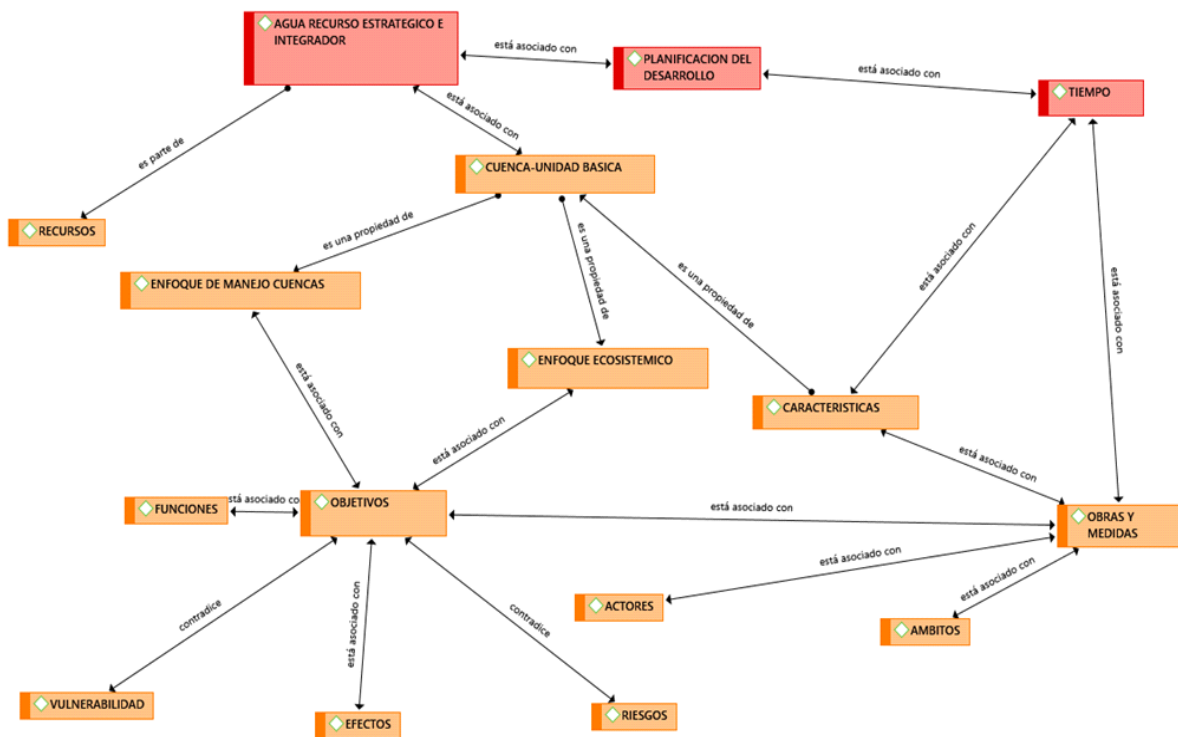 AGUA RECURSO ESTRATEGICO E
INTEGRADOR
está asociado con
PLANIFICACION DEL
DESARROLLO
está asociado con
TIEMPO
es parte de
está asociado con
CUENCA-UNIDAD BASICA
RECURSOS
es una propiedad de
es una propiedad de
es una propiedad de
está asociado con
está asociado con
ENFOQUE DE MANEJO CUENCAS
ENFOQUE ECOSISTEMICO
CARACTERISTICAS
está asociado con
está asociado con
está asociado con
FUNCIONES
está asociado co
OBJETIVOS
está asociado con
OBRAS Y
MEDIDAS
está asociado con
está asociado con
ACTORES
AMBITOS
contradice
está asociado con
contradice
VULNERABILIDAD
EFECTOS
RIESGOS